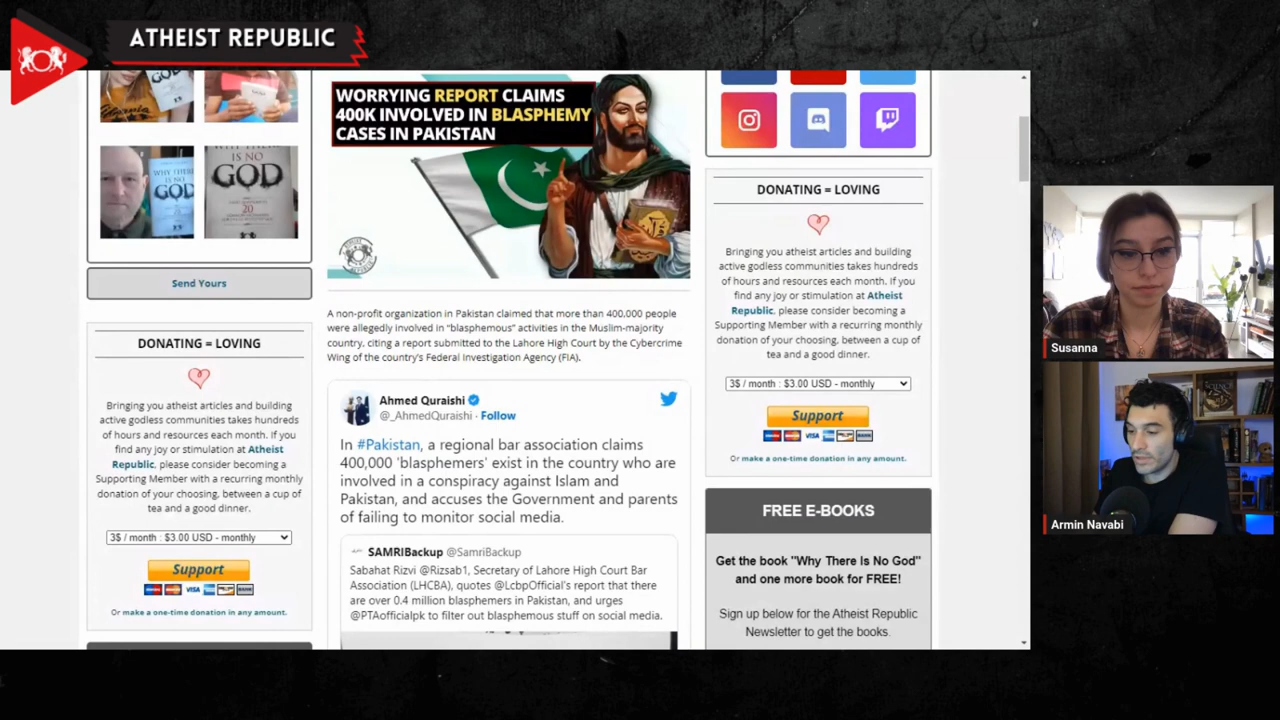 ATHEIST REPUBLIC
GOD
WHY THERE
IS NO
GOD
IS NO
GOD
20
Send Yours
DONATING = LOVING
Bringing you atheist articles and building
active godless communities takes hundreds
of hours and resources each month. If you
find any joy or stimulation at Atheist
Republic, please consider becoming a
Supporting Member with a recurring monthly
donation of your choosing, between a cup of
tea and a good dinner.
3$ / month : $3.00 USD - monthly
Support
VISA
Or make a one-time donation in any amount.
WORRYING REPORT CLAIMS
400K INVOLVED IN BLASPHEMY
CASES IN PAKISTAN
A non-profit organization in Pakistan claimed that more than 400,000 people
were allegedly involved in "blasphemous" activities in the Muslim-majority
country, citing a report submitted to the Lahore High Court by the Cybercrime
Wing of the country's Federal Investigation Agency (FIA).
Ahmed Quraishi
@_AhmedQuraishi · Follow
In #Pakistan, a regional bar association claims
400,000 'blasphemers' exist in the country who are
involved in a conspiracy against Islam and
Pakistan, and accuses the Government and parents
of failing to monitor social media.
SAMRIBackup @SamriBackup
Sabahat Rizvi @Rizsab1, Secretary of Lahore High Court Bar
Association (LHCBA), quotes @LcbpOfficial's report that there
are over 0.4 million blasphemers in Pakistan, and urges
@PTAofficialpk to filter out blasphemous stuff on social media.
DONATING = LOVING
Bringing you atheist articles and building
active godless communities takes hundreds
of hours and resources each month. If you
find any joy or stimulation at Atheist
Republic, please consider becoming a
Supporting Member with a recurring monthly
donation of your choosing, between a cup of
tea and a good dinner.
3$ / month : $3.00 USD - monthly
Support
VISA
Or make a one-time donation in any amount.
FREE E-BOOKS
Get the book "Why There Is No God"
and one more book for FREE!
Sign up below for the Atheist Republic
Newsletter to get the books.
Susanna
Armin Navabi